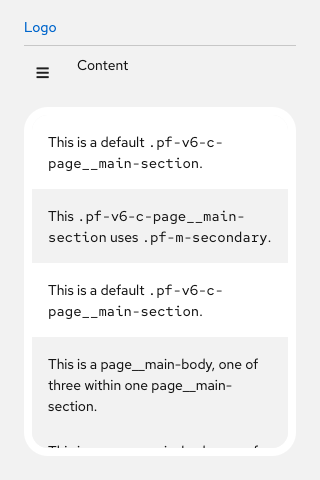 Logo
Content
This is a default .pf-v6-c-
page__main-section.
This .pf-v6-c-page__main-
section uses .pf-m-secondary.
This is a default .pf-v6-c-
page__main-section.
This is a page__main-body, one of
three within one page__main-
section.